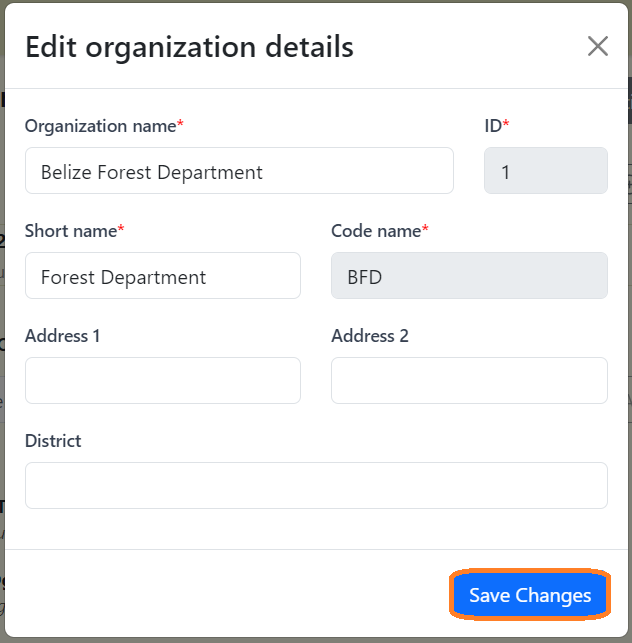 Edit organization details
Organization name* ID*
Belize Forest Department 1
Short name* Code name*
Forest Department BFD
Address 1 Address 2
District
Save Changes